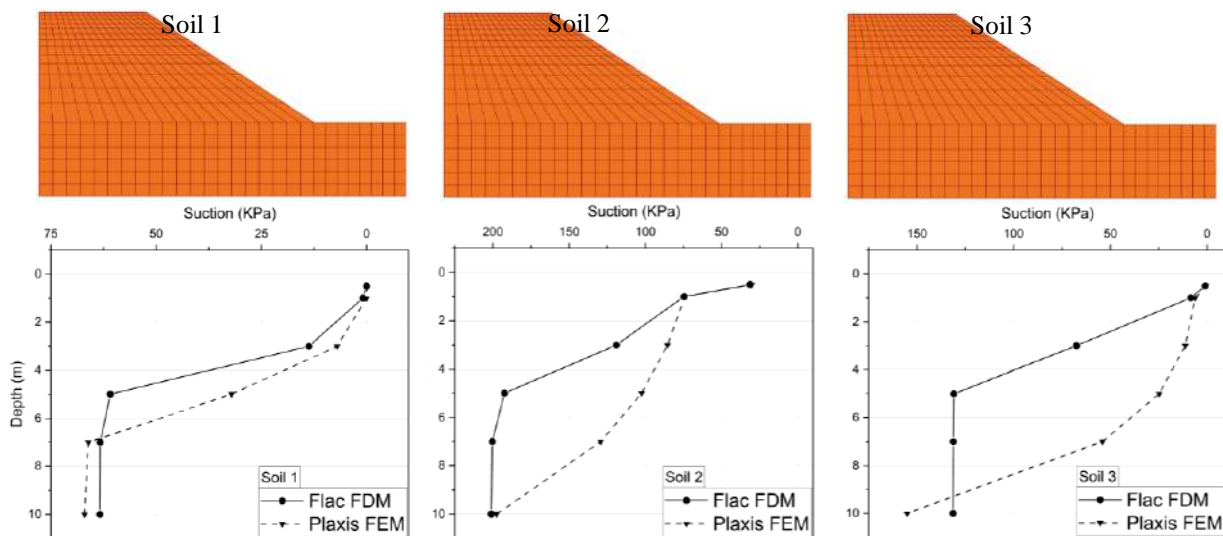 Soil 1
Soil 2
Soil 3
Suction (KPa)
Suction (KPa)
Suction (KPa)
75 50 25 0
200 150 100 50 0
150 100 50 0
Depth (m)
0
2
4
6
8
10
0
2
4
6
8
10
0
2
4
6
8
10
Soil 1
Flac FDM
Plaxis FEM
Soil 2
Flac FDM
Plaxis FEM
Soil 3
Flac FDM
Plaxis FEM